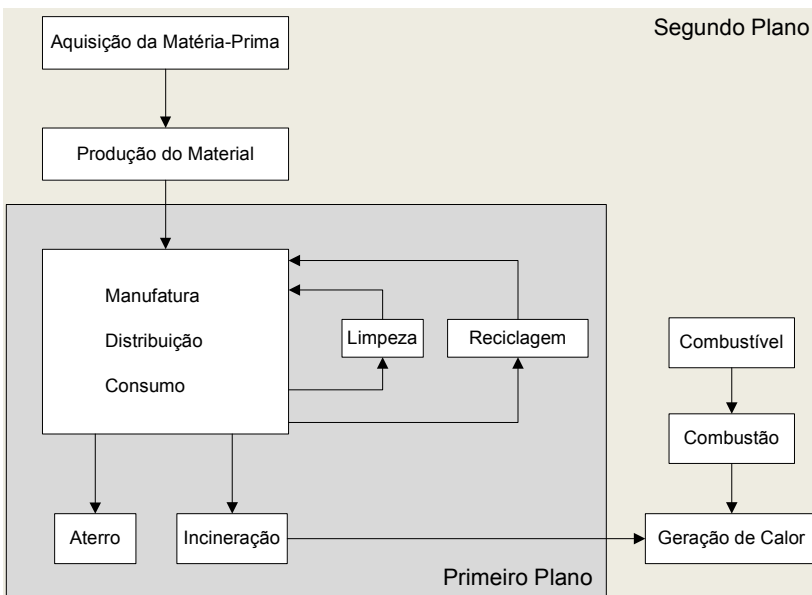 Segundo Plano
Aquisição da Matéria-Prima
Produção do Material
Manufatura
Distribuição
Consumo
Limpeza
Reciclagem
Combustível
Combustão
Aterro
Incineração
Geração de Calor
Primeiro Plano